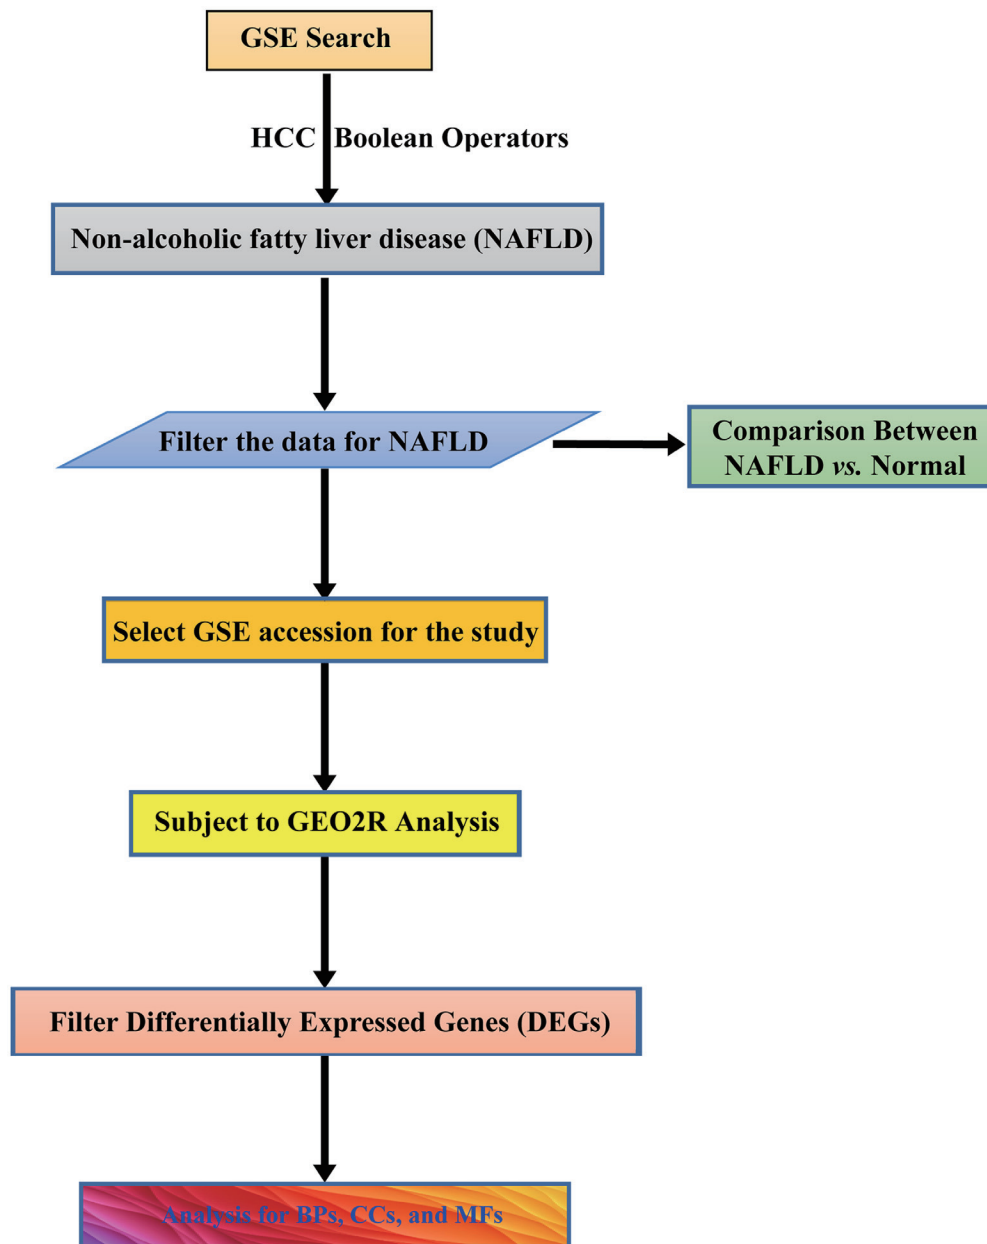 GSE Search
HCC Boolean Operators
Non-alcoholic fatty liver disease (NAFLD)
Filter the data for NAFLD
Comparison Between
NAFLD vs. Normal
Select GSE accession for the study
Subject to GEO2R Analysis
Filter Differentially Expressed Genes (DEGs)
Analysis for BPs, CCs, and MFs